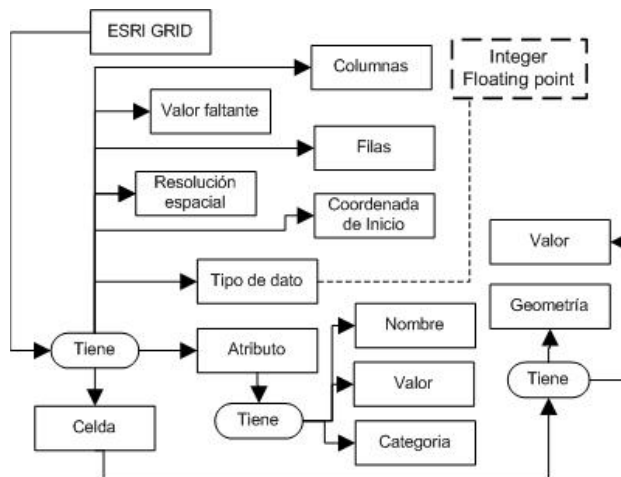 ESRI GRID
Columnas
Integer
Floating point
Valor faltante
Filas
Resolución
espacial
Coordenada
de Inicio
Valor
Tipo de dato
Geometría
Nombre
Tiene
Atributo
Valor
Tiene
Tiene
Celda
Categoria